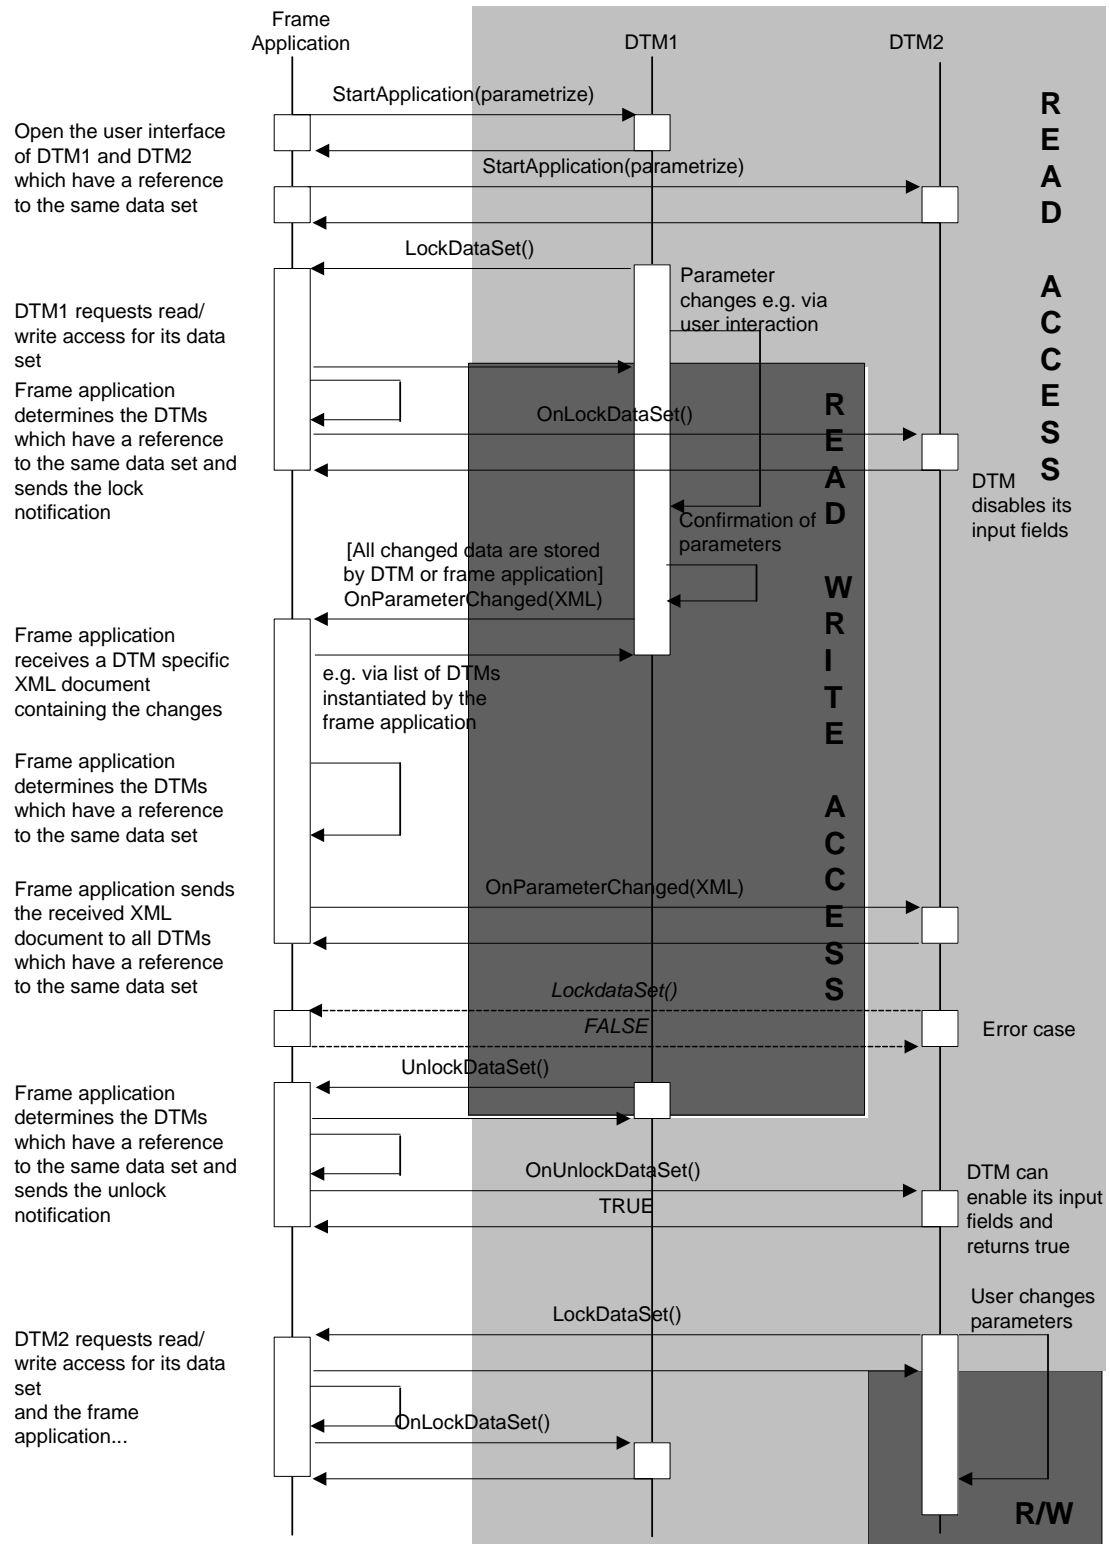 Frame
Application
DTM1
DTM2
StartApplication(parametrize)
Open the user interface
of DTM1 and DTM2
which have a reference
to the same data set
StartApplication(parametrize)
R
E
A
D
A
C
C
E
S
S
LockDataSet()
Parameter
changes e.g. via
user interaction
DTM1 requests read/
write access for its data
set
Frame application
determines the DTMs
which have a reference
to the same data set and
sends the lock
notification
OnLockDataSet()
R
E
A
D
W
R
I
T
E
A
C
C
E
S
S
DTM
disables its
input fields
Confirmation of
parameters
[All changed data are stored
by DTM or frame application]
OnParameterChanged(XML)
Frame application
receives a DTM specific
XML document
containing the changes
e.g. via list of DTMs
instantiated by the
frame application
Frame application
determines the DTMs
which have a reference
to the same data set
Frame application sends
the received XML
document to all DTMs
which have a reference
to the same data set
OnParameterChanged(XML)
LockdataSet()
FALSE
Error case
UnlockDataSet()
Frame application
determines the DTMs
which have a reference
to the same data set and
sends the unlock
notification
OnUnlockDataSet()
TRUE
DTM can
enable its input
fields and
returns true
LockDataSet()
User changes
parameters
DTM2 requests read/
write access for its data
set
and the frame
application...
OnLockDataSet()
R/W